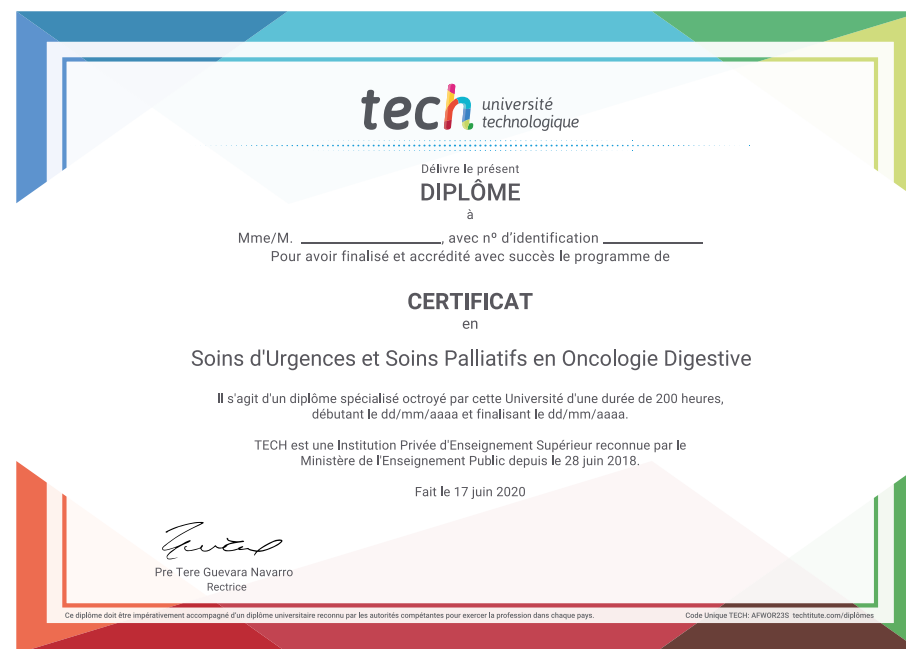 tech université
technologique
Délivre le présent
DIPLÔME
à
Mme/M. ____________________, avec nº d'identification ______________
Pour avoir finalisé et accrédité avec succès le programme de
CERTIFICAT
en
Soins d'Urgences et Soins Palliatifs en Oncologie Digestive
Il s'agit d'un diplôme spécialisé octroyé par cette Université d'une durée de 200 heures,
débutant le dd/mm/aaaa et finalisant le dd/mm/aaaa.
TECH est une Institution Privée d'Enseignement Supérieur reconnue par le
Ministère de l'Enseignement Public depuis le 28 juin 2018.
Fait le 17 juin 2020
Pre Tere Guevara Navarro
Rectrice
Ce diplôme doit être impérativement accompagné d'un diplôme universitaire reconnu par les autorités compétantes pour exercer la profession dans chaque pays.
Code Unique TECH: AFWOR23S techtitute.com/diplômes